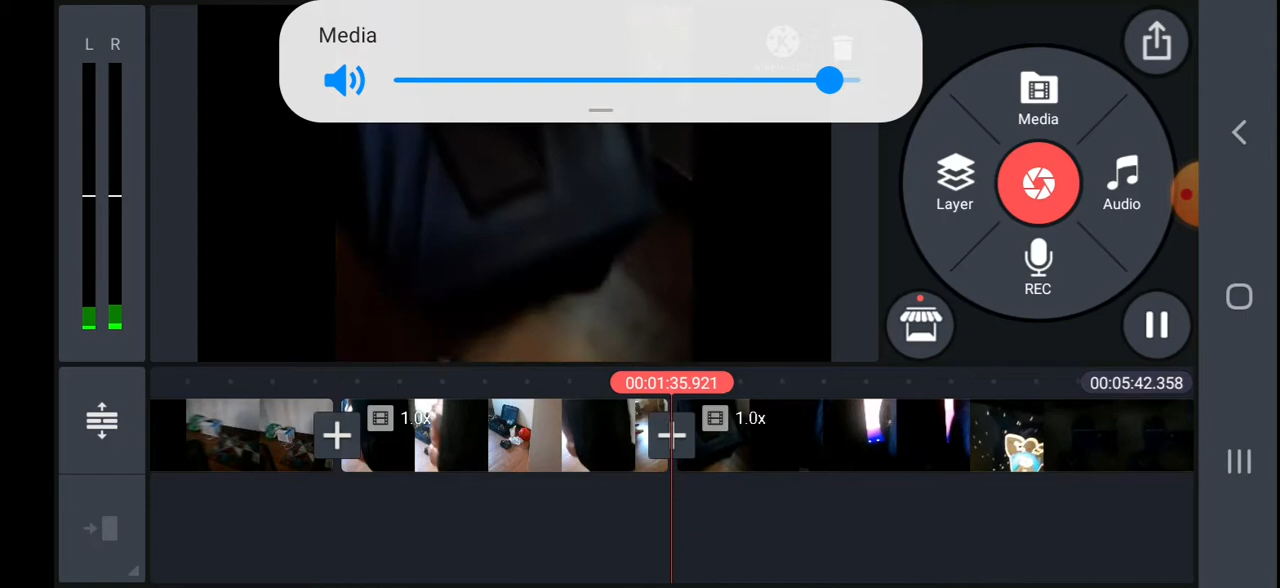 Media
L R
Media
Layer
Audio
REC
00:01:35.921
00:05:42.358
1.0x
1.0x